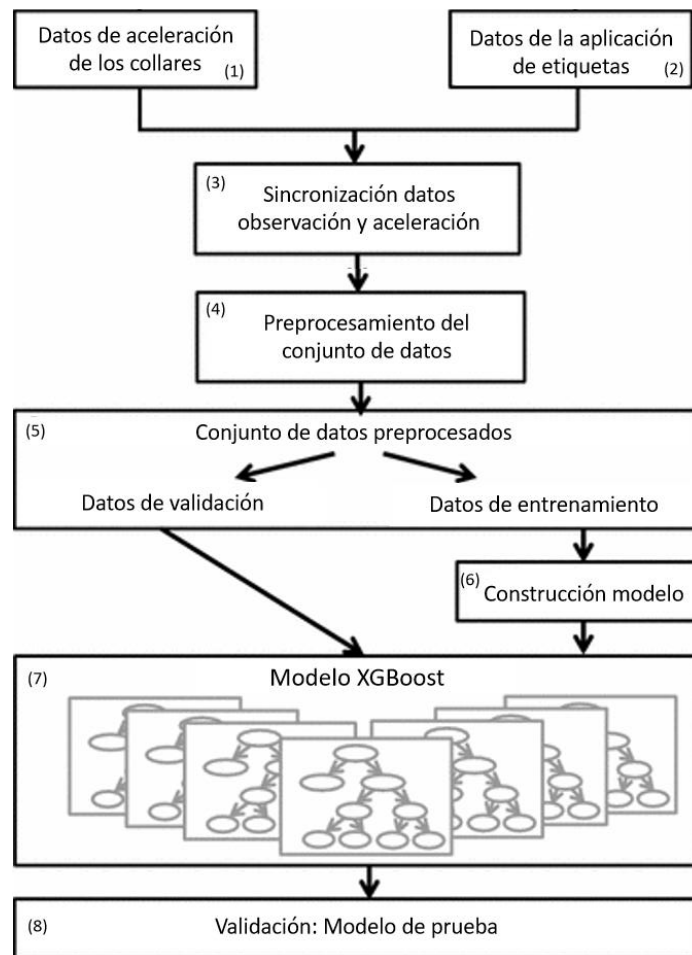 Datos de aceleración
de los collares
(1)
Datos de la aplicación
de etiquetas
(2)
(3)
Sincronización datos
observación y aceleración
(4)
Preprocesamiento del
conjunto de datos
(5)
Conjunto de datos preprocesados
Datos de validación
Datos de entrenamiento
(6)
Construcción modelo
(7)
Modelo XGBoost
(8)
Validación: Modelo de prueba